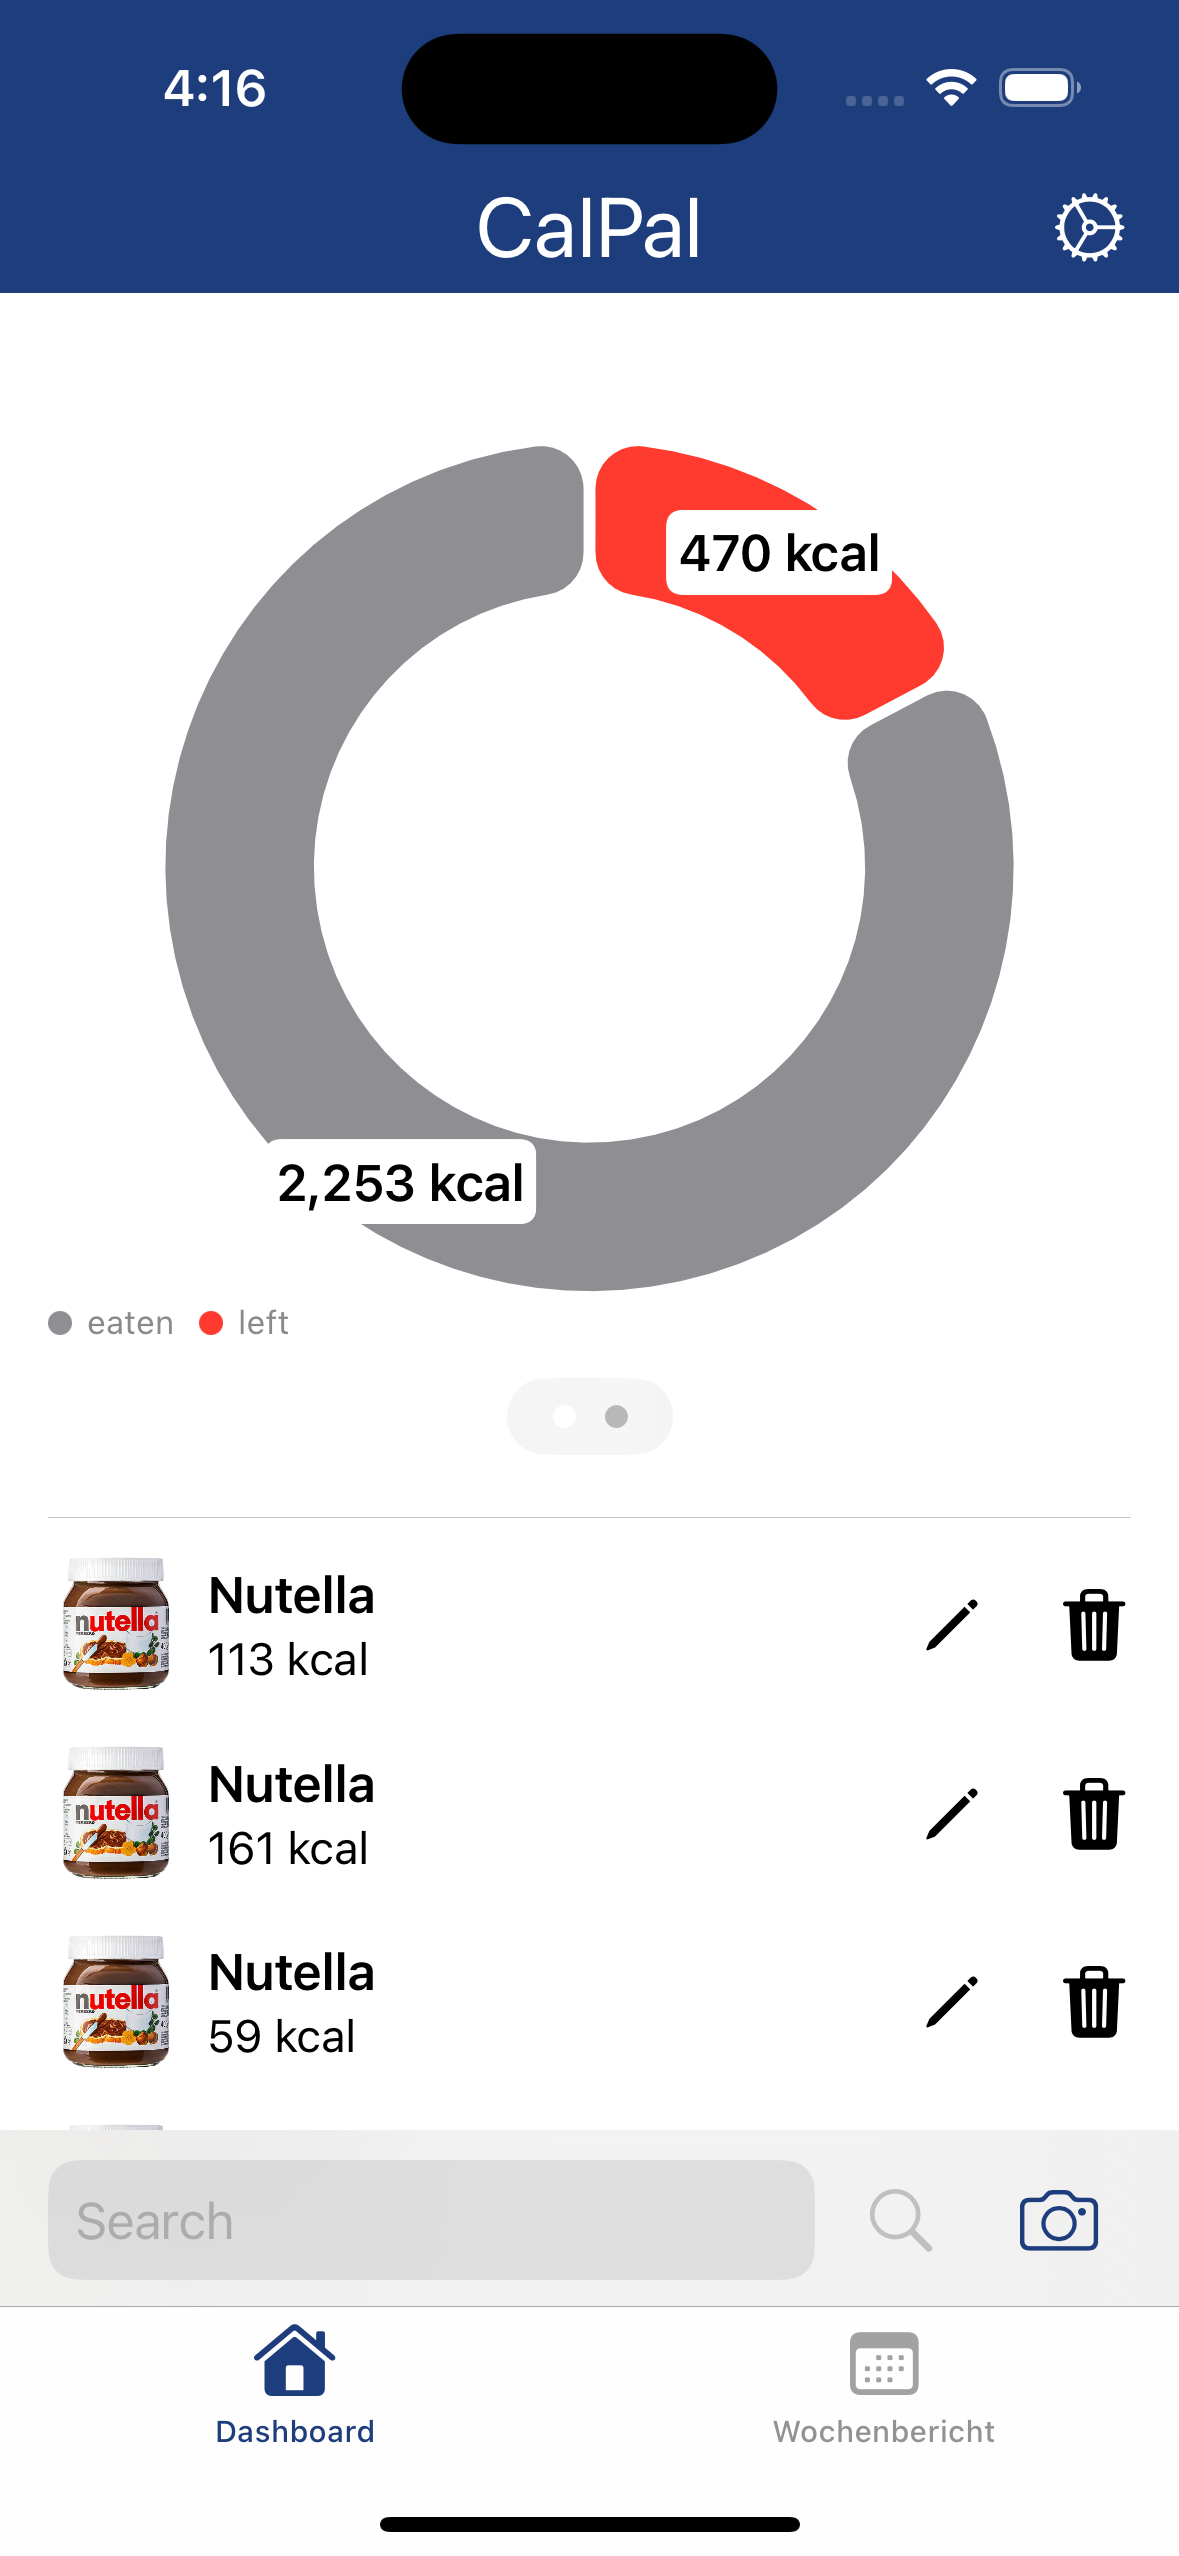 4:16
CalPal
470 kcal
2,253 kcal
eaten left
Nutella
nutella
113 kcal
Nutella
nutella
161 kcal
Nutella
nutella
59 kcal
Search
Dashboard Wochenbericht